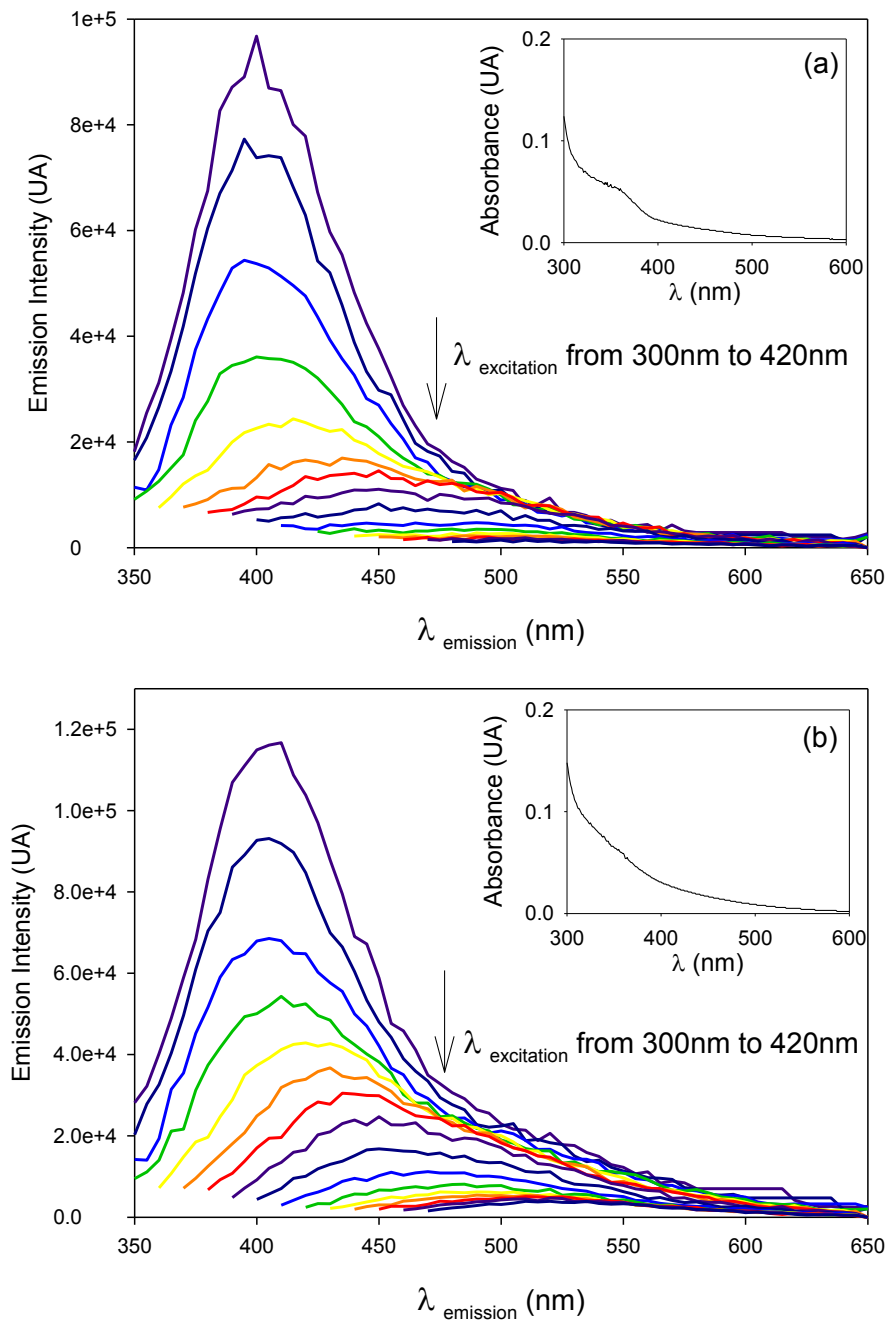 1e+5
8e+4
6e+4
4e+4
2e+4
0
Emission Intensity (UA)
350 400 450 500 550 600 650
λ emission (nm)
(a)
0.2
0.1
0.0
Absorbance (UA)
300 400 500 600
λ (nm)
λ excitation from 300nm to 420nm
1.2e+5
1.0e+5
8.0e+4
6.0e+4
4.0e+4
2.0e+4
0.0
Emission Intensity (UA)
350 400 450 500 550 600 650
λ emission (nm)
(b)
0.2
0.1
0.0
Absorbance (UA)
300 400 500 600
λ (nm)
λ excitation from 300nm to 420nm